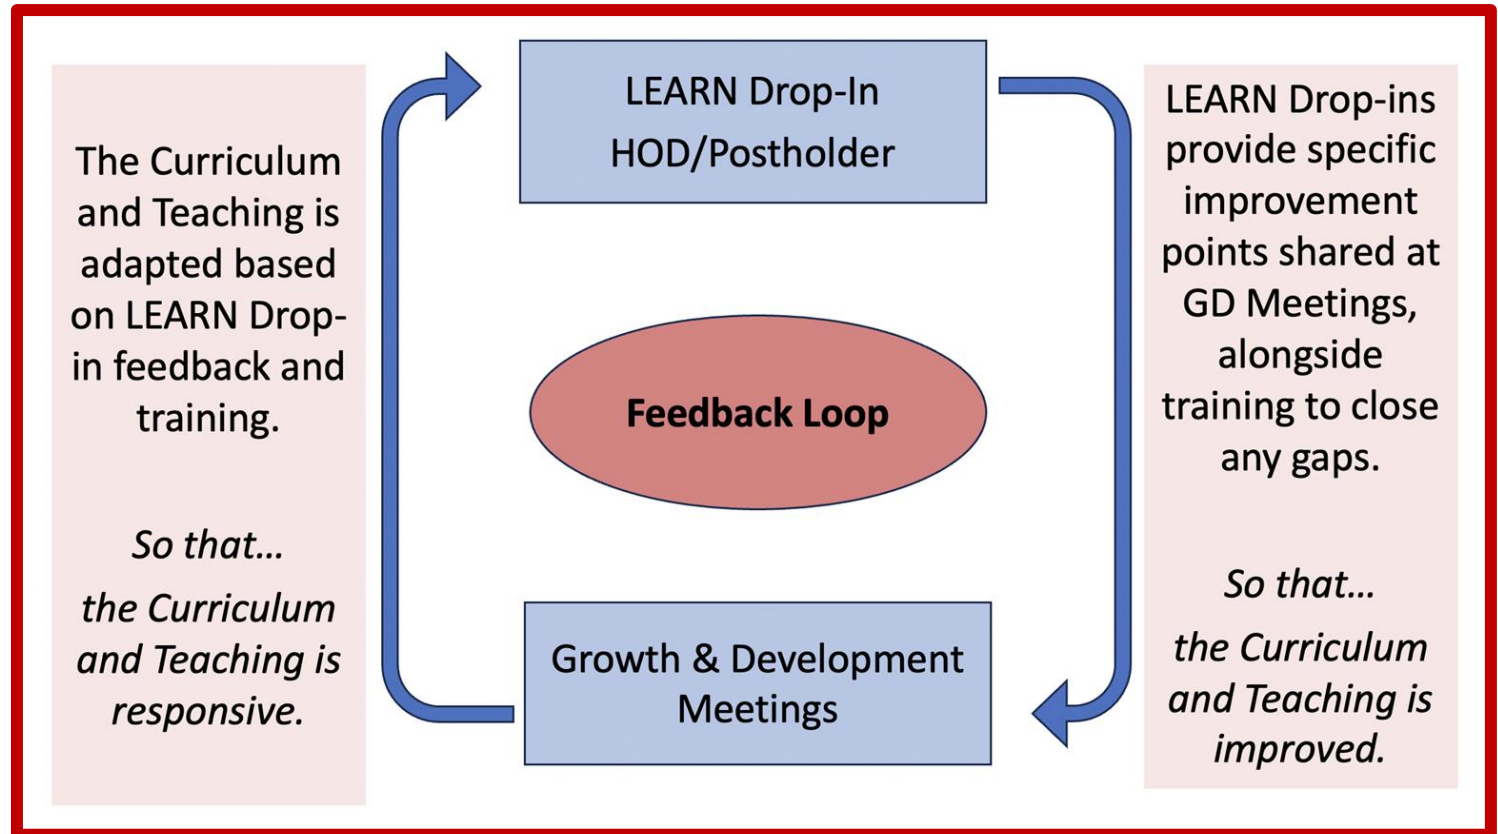 The Curriculum
and Teaching is
adapted based
on LEARN Drop-
in feedback and
training.
So that...
the Curriculum
and Teaching is
responsive.
LEARN Drop-In
HOD/Postholder
Feedback Loop
Growth & Development
Meetings
LEARN Drop-ins
provide specific
improvement
points shared at
GD Meetings,
alongside
training to close
any gaps.
So that...
the Curriculum
and Teaching is
improved.